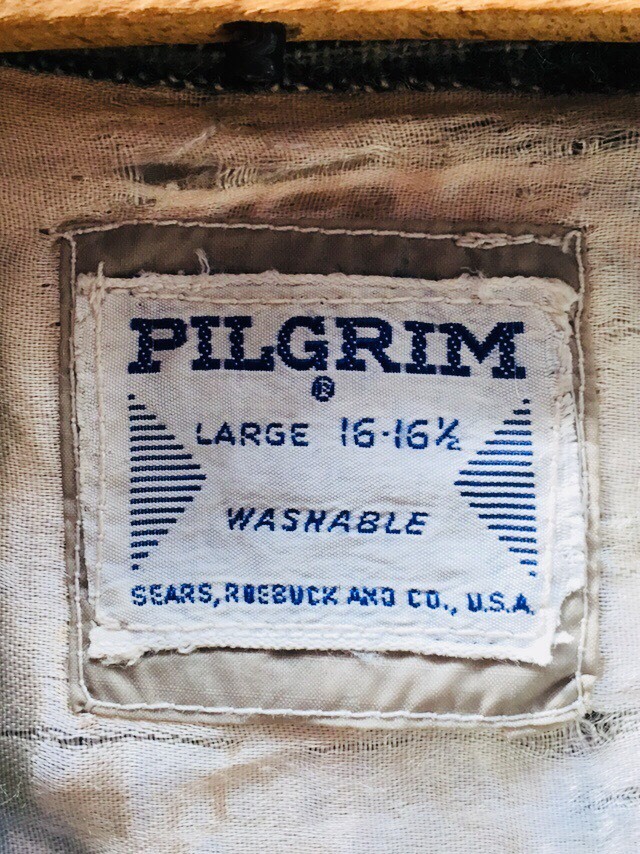 PILGRIM
®
LARGE 16-16½
WASHABLE
SEARS, ROEBUCK AND CO., U.S.A.